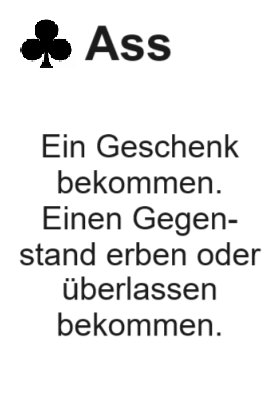 ♣ Ass
Ein Geschenk
bekommen.
Einen Gegen-
stand erben oder
überlassen
bekommen.